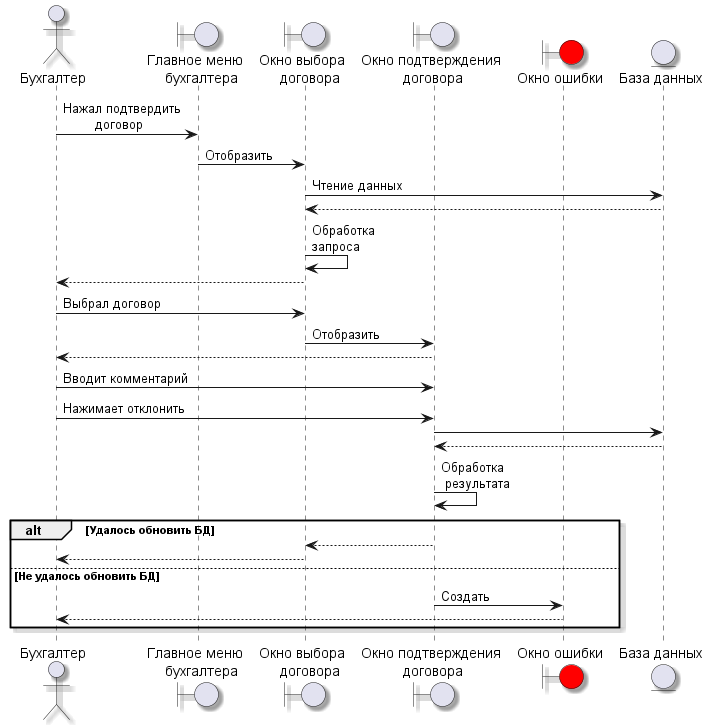 Бухгалтер
Главное меню
бухгалтера
Окно выбора
договора
Окно подтверждения
договора
Окно ошибки
База данных
Нажал подтвердить
договор
Отобразить
Чтение данных
Обработка
запроса
Выбрал договор
Отобразить
Вводит комментарий
Нажимает отклонить
Обработка
результата
alt
[Удалось обновить БД]
[Не удалось обновить БД]
Создать
Бухгалтер
Главное меню
бухгалтера
Окно выбора
договора
Окно подтверждения
договора
Окно ошибки
База данных